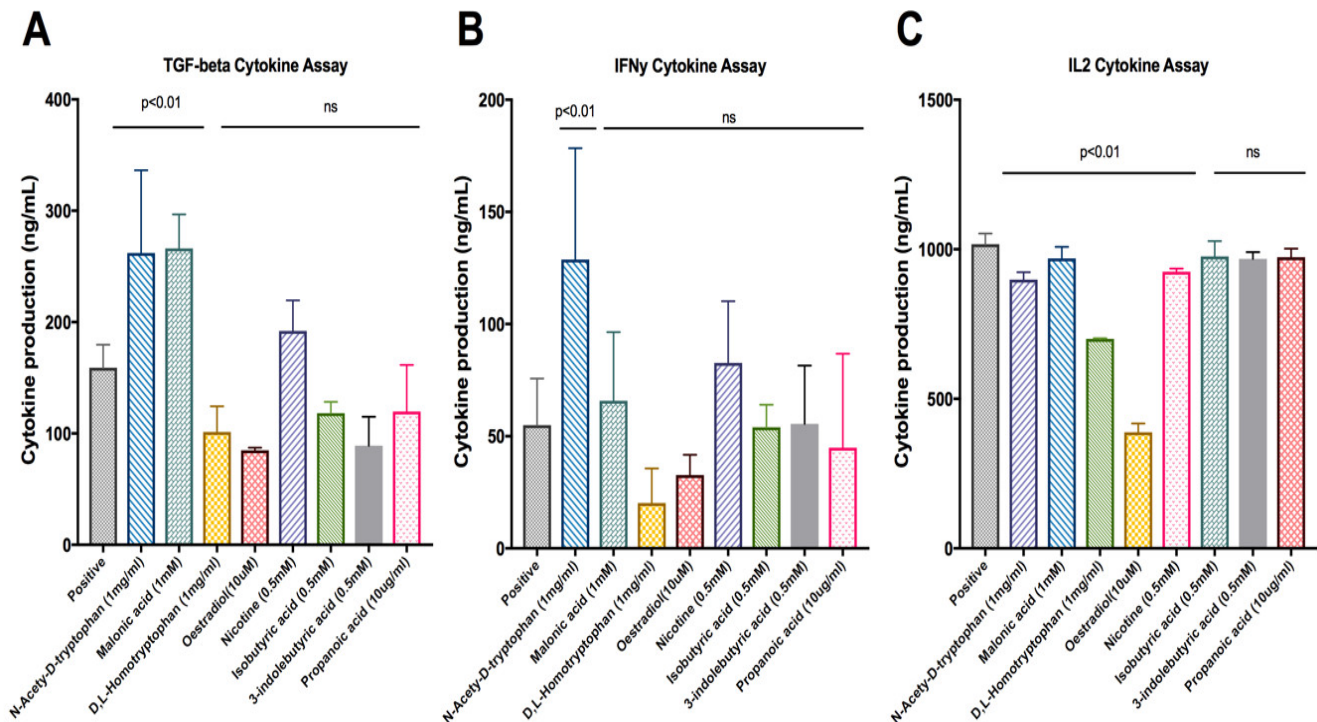 A
TGF-beta Cytokine Assay
Cytokine production (ng/mL)
400
300
200
100
0
p<0.01
ns
Positive
N-Acety-D-tryptophan (1mg/ml)
Malonic acid (1mM)
D,L-Homotryptophan (1mg/ml)
Oestradiol(10uM)
Nicotine (0.5mM)
Isobutyric acid (0.5mM)
3-indolebutyric acid (0.5mM)
Propanoic acid (10ug/ml)
B
IFNy Cytokine Assay
Cytokine production (ng/mL)
200
150
100
50
0
p<0.01
ns
Positive
N-Acety-D-tryptophan (1mg/ml)
Malonic acid (1mM)
D,L-Homotryptophan (1mg/ml)
Oestradiol(10uM)
Nicotine (0.5mM)
Isobutyric acid (0.5mM)
3-indolebutyric acid (0.5mM)
Propanoic acid (10ug/ml)
C
IL2 Cytokine Assay
Cytokine production (ng/mL)
1500
1000
500
0
p<0.01
ns
Positive
N-Acety-D-tryptophan (1mg/ml)
Malonic acid (1mM)
D,L-Homotryptophan (1mg/ml)
Oestradiol(10uM)
Nicotine (0.5mM)
Isobutyric acid (0.5mM)
3-indolebutyric acid (0.5mM)
Propanoic acid (10ug/ml)